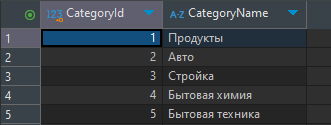 123 CategoryId A-Z CategoryName
1 1 Продукты
2 2 Авто
3 3 Стройка
4 4 Бытовая химия
5 5 Бытовая техника